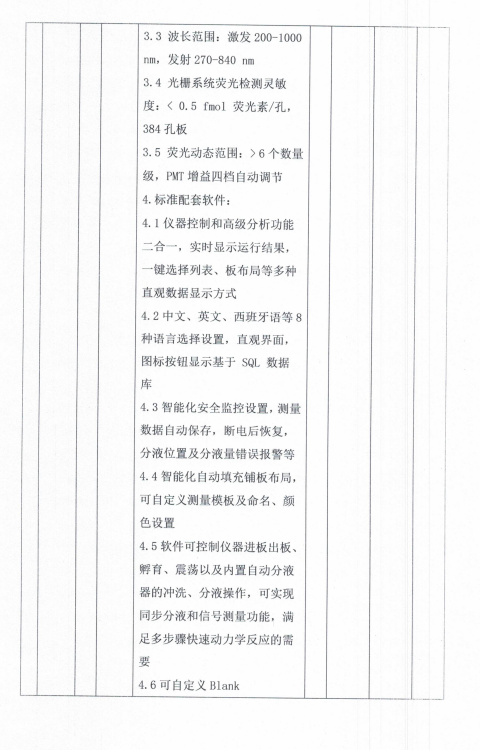 3.3 波长范围：激发 200-1000
nm，发射 270-840 nm
3.4 光栅系统荧光检测灵敏
度：< 0.5 fmol 荧光素/孔，
384 孔板
3.5 荧光动态范围：>6 个数量
级，PMT 增益四档自动调节
4.标准配套软件：
4.1 仪器控制和高级分析功能
二合一，实时显示运行结果，
一键选择列表、板布局等多种
直观数据显示方式
4.2 中文、英文、西班牙语等 8
种语言选择设置，直观界面，
图标按钮显示基于 SQL 数据
库
4.3 智能化安全监控设置，测量
数据自动保存，断电后恢复，
分液位置及分液量错误报警等
4.4 智能化自动填充铺板布局，
可自定义测量模板及命名、颜
色设置
4.5 软件可控制仪器进板出板、
孵育、震荡以及内置自动分液
器的冲洗、分液操作，可实现
同步分液和信号测量功能，满
足多步骤快速动力学反应的需
要
4.6 可自定义 Blank